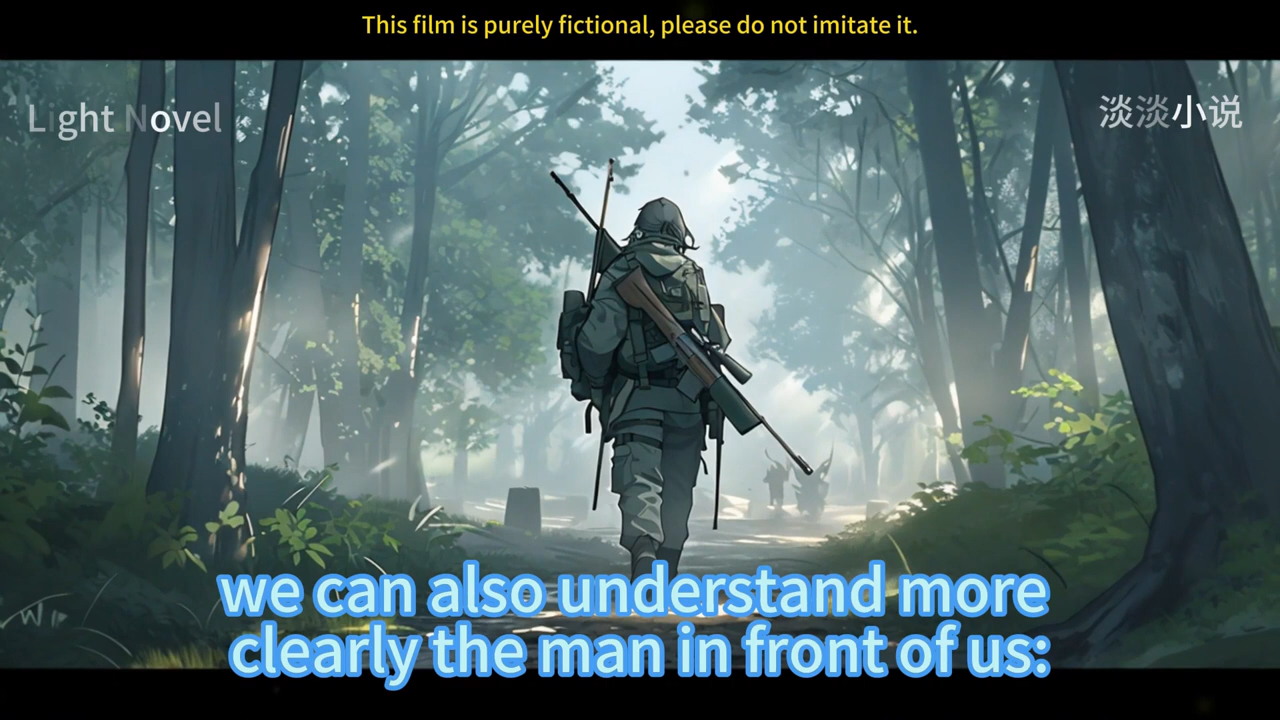 This film is purely fictional, please do not imitate it.
Light Novel
淡淡小说
we can also understand more
clearly the man in front of us: